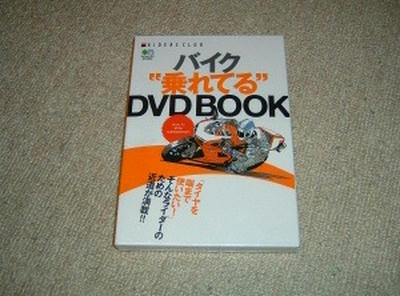 RIDERS CLUB
バイク
"乗れてる"
DVD BOOK
「タイヤを
端まで
使いたい！」
そんなライダーの
ための
近道が満載!!